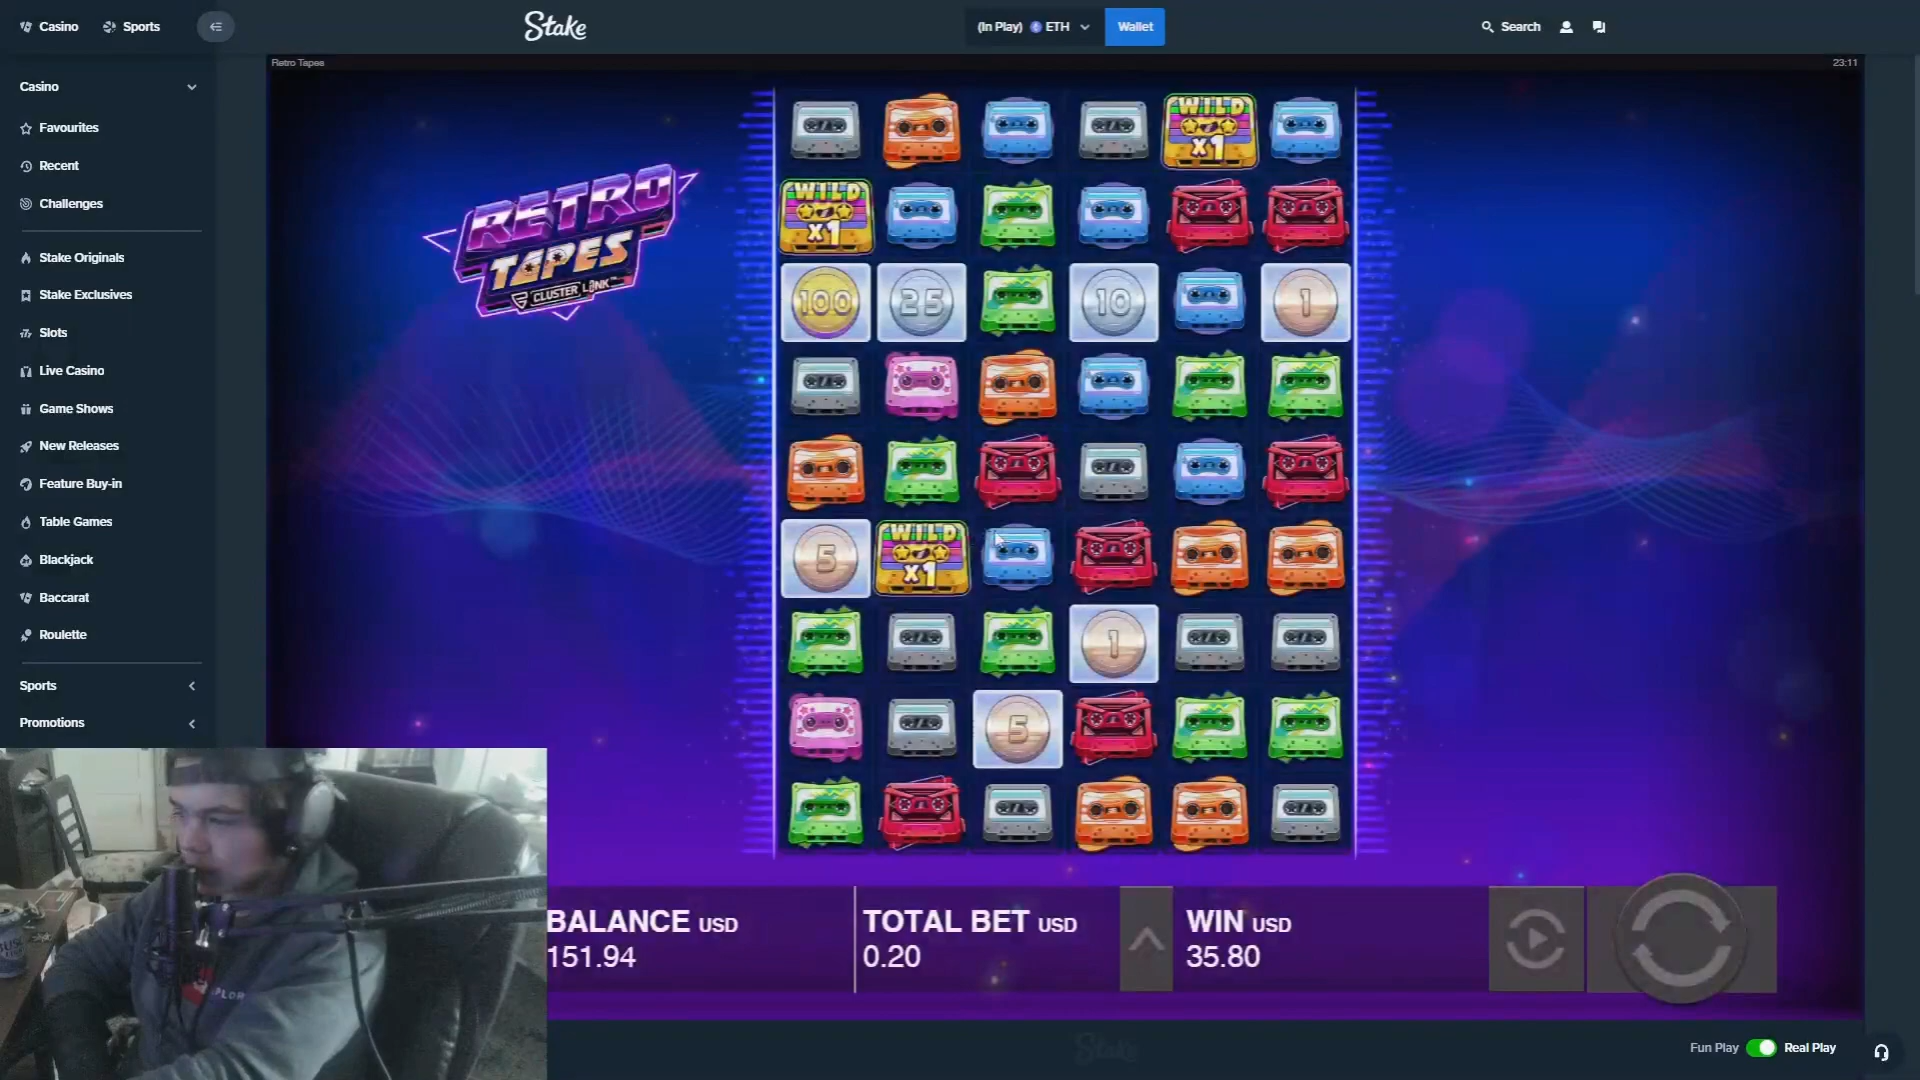 Casino
Sports
Stake
(In Play) ETH
Wallet
Search
Retro Tapes
23:11
Casino
Favourites
Recent
Challenges
Stake Originals
Stake Exclusives
Slots
Live Casino
Game Shows
New Releases
Feature Buy-in
Table Games
Blackjack
Baccarat
Roulette
Sports
Promotions
RETRO
TAPES
CLUSTER LINK
WILD
x1
WILD
x1
100
25
10
1
5
WILD
x1
1
5
BALANCE USD
151.94
TOTAL BET USD
0.20
WIN USD
35.80
Stake
Fun Play
Real Play